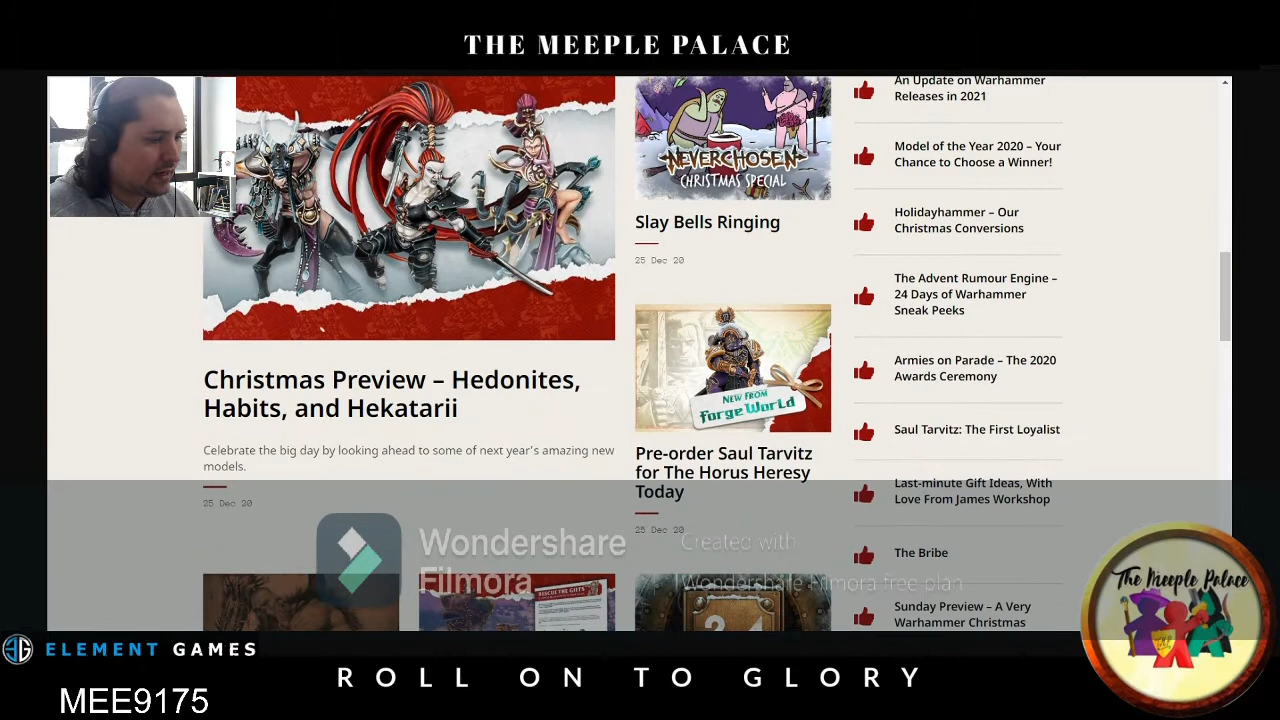 THE MEEPLE PALACE
NEVERCHOSEN
CHRISTMAS SPECIAL
Slay Bells Ringing
25 Dec 20
NEW FROM
Forge World
Pre-order Saul Tarvitz
for The Horus Heresy
Today
25 Dec 20
Christmas Preview – Hedonites,
Habits, and Hekatarii
Celebrate the big day by looking ahead to some of next year's amazing new
models.
25 Dec 20
RESCUE THE GIFTS
24
An Update on Warhammer
Releases in 2021
Model of the Year 2020 – Your
Chance to Choose a Winner!
Holidayhammer – Our
Christmas Conversions
The Advent Rumour Engine –
24 Days of Warhammer
Sneak Peeks
Armies on Parade – The 2020
Awards Ceremony
Saul Tarvitz: The First Loyalist
Last-minute Gift Ideas, With
Love From James Workshop
The Bribe
Sunday Preview – A Very
Warhammer Christmas
Wondershare
Filmora
Created with
Wondershare Filmora free plan
The Meeple Palace
ELEMENT GAMES
MEE9175
ROLL ON TO GLORY